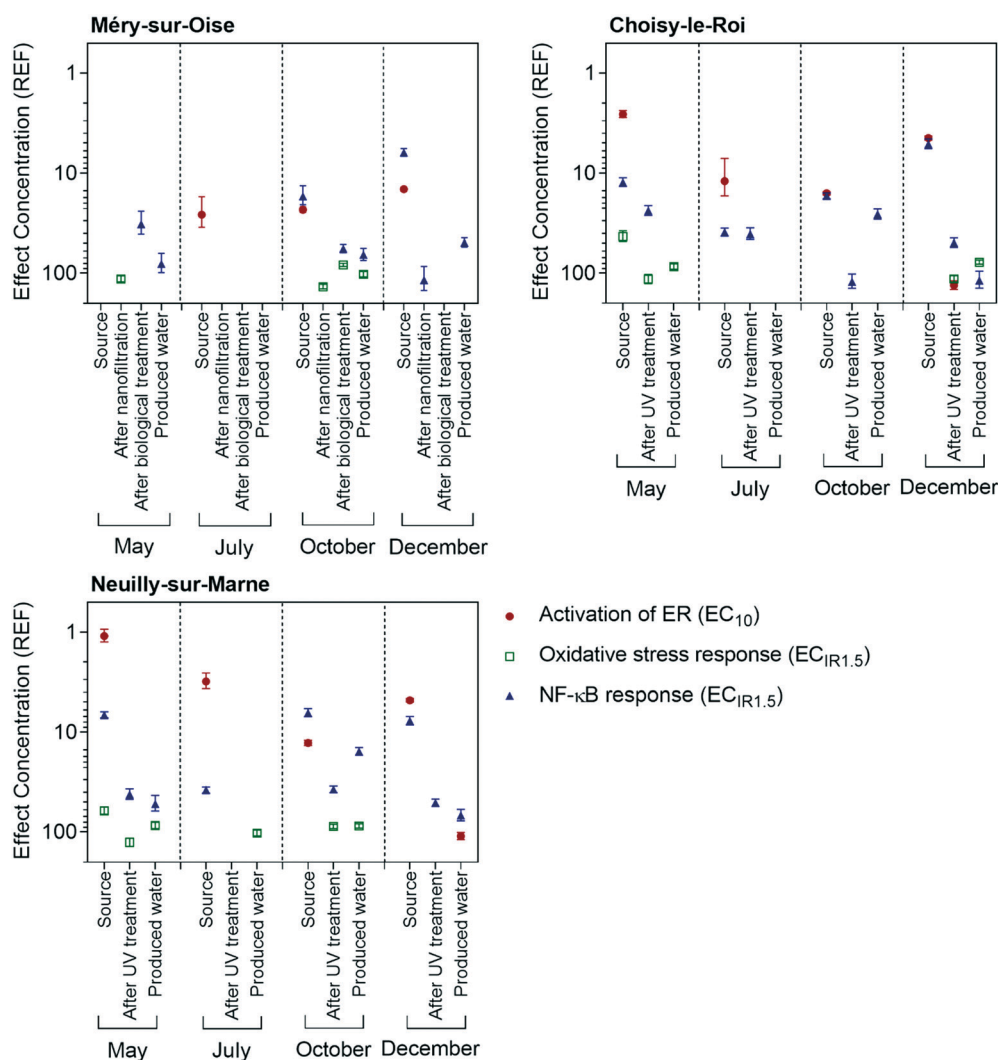 Méry-sur-Oise
Effect Concentration (REF)
1
10
100
Source
After nanofiltration
After biological treatment
Produced water
Source
After nanofiltration
After biological treatment
Produced water
Source
After nanofiltration
After biological treatment
Produced water
Source
After nanofiltration
After biological treatment
Produced water
May
July
October
December
Choisy-le-Roi
Effect Concentration (REF)
1
10
100
Source
After UV treatment
Produced water
Source
After UV treatment
Produced water
Source
After UV treatment
Produced water
Source
After UV treatment
Produced water
May
July
October
December
Neuilly-sur-Marne
Effect Concentration (REF)
1
10
100
Source
After UV treatment
Produced water
Source
After UV treatment
Produced water
Source
After UV treatment
Produced water
Source
After UV treatment
Produced water
May
July
October
December
Activation of ER (EC10)
Oxidative stress response (ECIR1.5)
NF-κB response (ECIR1.5)